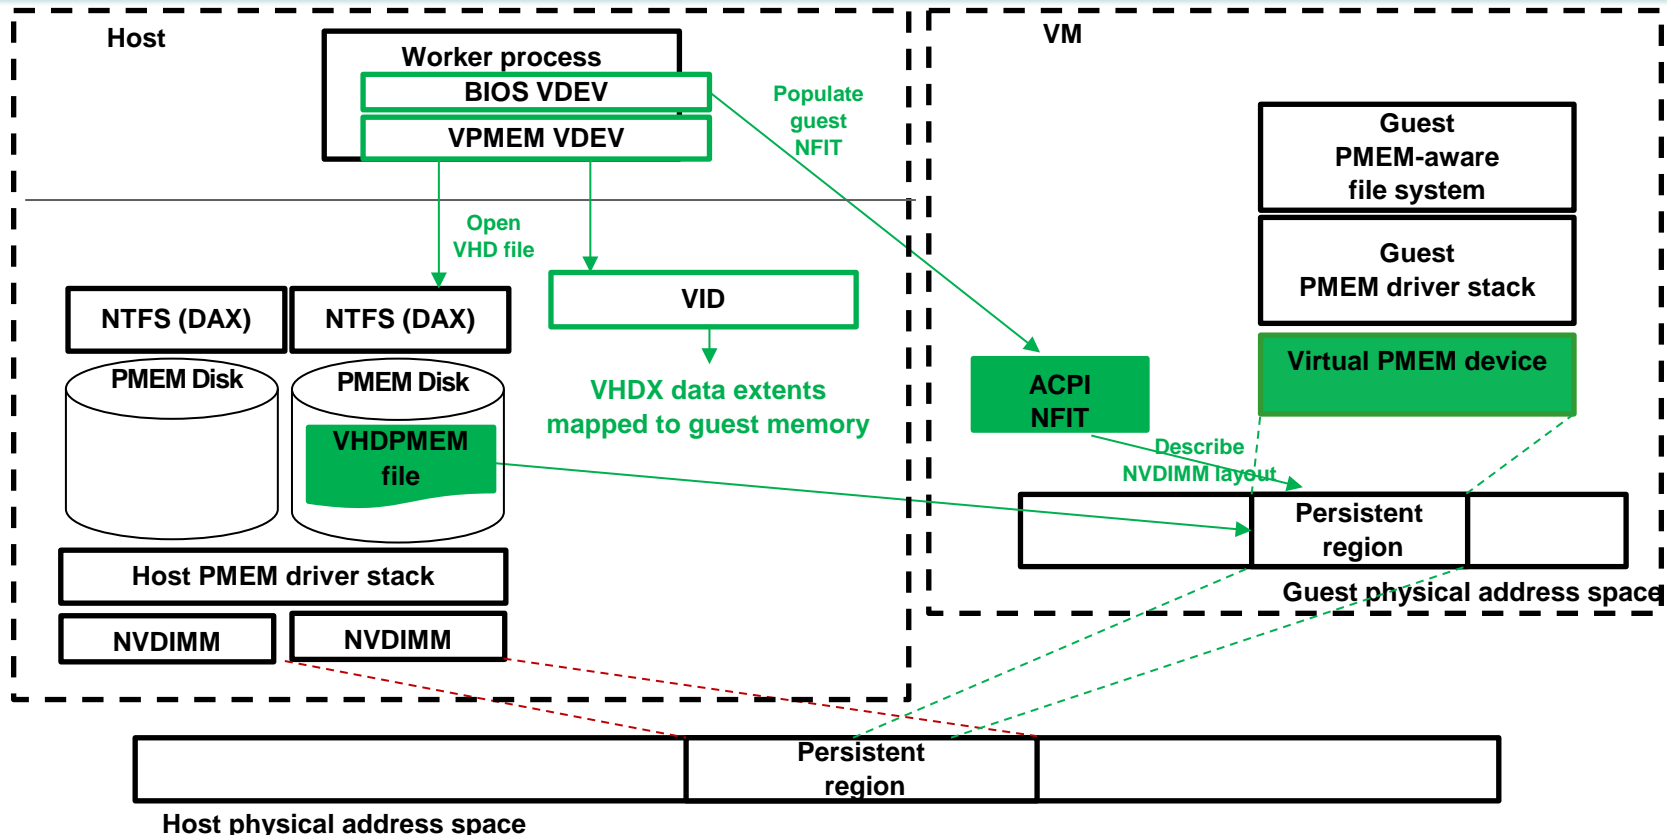 Host
Worker process
BIOS VDEV
VPMEM VDEV
Populate
guest
NFIT
Open
VHD file
NTFS (DAX)
NTFS (DAX)
VID
PMEM Disk
PMEM Disk
VHDPMEM
file
VHDX data extents
mapped to guest memory
Host PMEM driver stack
NVDIMM
NVDIMM
VM
Guest
PMEM-aware
file system
Guest
PMEM driver stack
Virtual PMEM device
ACPI
NFIT
Describe
NVDIMM layout
Persistent
region
Guest physical address space
Persistent
region
Host physical address space